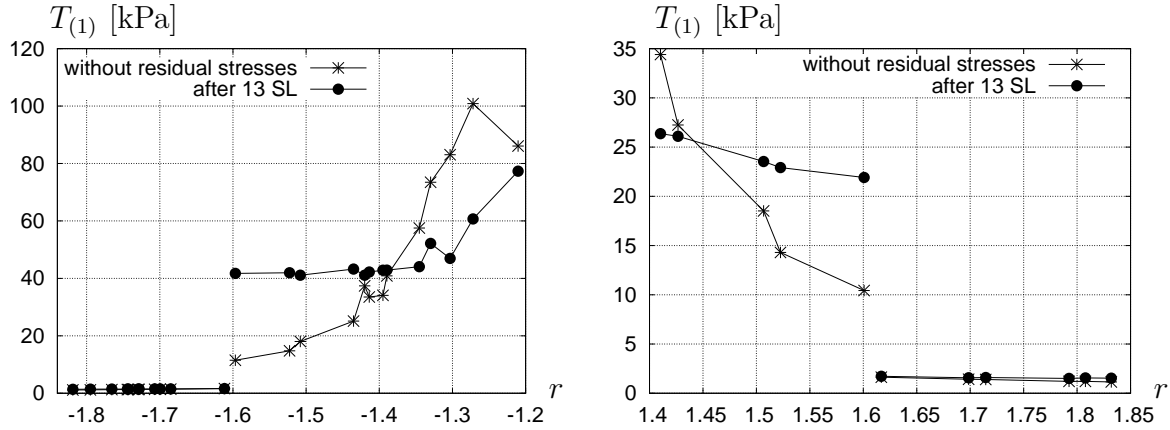 T(1) [kPa]
120
100
80
60
40
20
0
without residual stresses
after 13 SL
-1.8 -1.7 -1.6 -1.5 -1.4 -1.3 -1.2
r
T(1) [kPa]
35
30
25
20
15
10
5
0
without residual stresses
after 13 SL
1.4 1.45 1.5 1.55 1.6 1.65 1.7 1.75 1.8 1.85
r